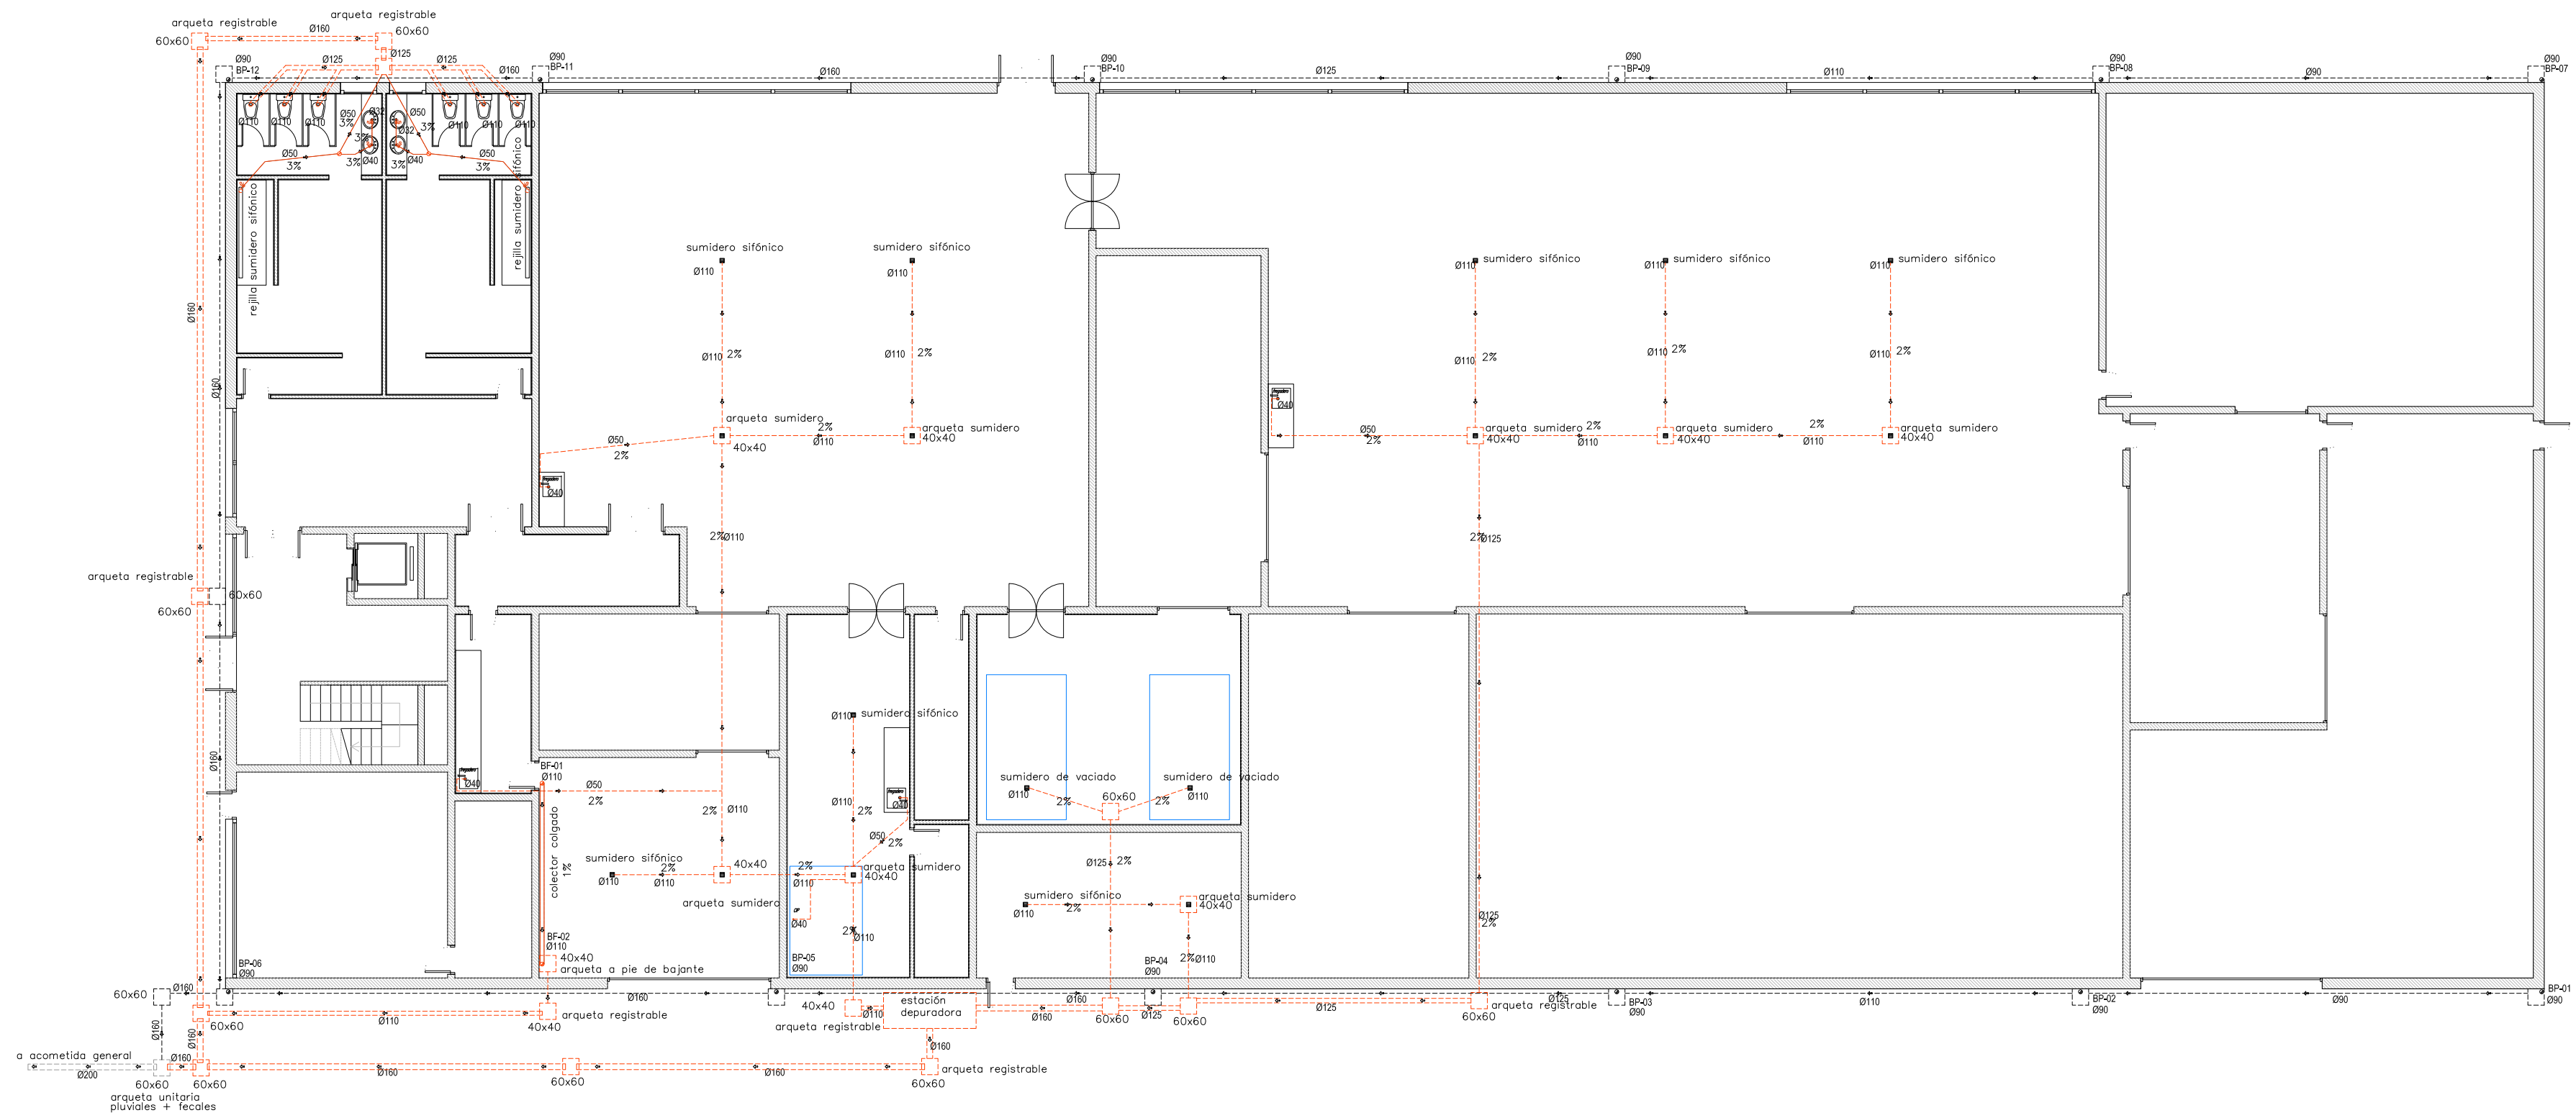 arqueta registrable
arqueta registrable
60x60
Ø160
60x60
Ø125
Ø90
BP-12
Ø125
Ø125
Ø160
Ø90
BP-11
Ø160
Ø90
BP-10
Ø125
Ø90
BP-09
Ø110
Ø90
BP-08
Ø90
Ø90
BP-07
Ø110
Ø110
Ø110
Ø50
3%
Ø32
3%
Ø50
3%
Ø32
Ø110
Ø110
Ø110
Ø50
3%
3%
Ø40
3%
Ø40
Ø50
3%
rejilla sumidero sifónico
rejilla sumidero sifónico
sumidero sifónico
Ø110
sumidero sifónico
Ø110
Ø110
sumidero sifónico
Ø110
sumidero sifónico
Ø110
sumidero sifónico
Ø160
Ø160
Ø110
2%
Ø110
2%
Ø110
2%
Ø110
2%
Ø110
2%
fregadero
Ø40
arqueta sumidero
40x40
2%
Ø110
arqueta sumidero
40x40
Ø50
2%
Ø50
2%
arqueta sumidero
40x40
2%
Ø110
arqueta sumidero
40x40
2%
Ø110
arqueta sumidero
40x40
fregadero
Ø40
2%
Ø110
2%
Ø125
arqueta registrable
60x60
60x60
sumidero sifónico
Ø110
Ø160
BF-01
Ø110
fregadero
Ø40
Ø50
2%
2%
Ø110
Ø110
2%
fregadero
Ø40
Ø50
2%
sumidero de vaciado
Ø110
2%
60x60
2%
sumidero de vaciado
Ø110
colector colgado
1%
sumidero sifónico
Ø110
2%
Ø110
40x40
arqueta sumidero
2%
Ø110
arqueta sumidero
40x40
Ø40
2%
Ø110
Ø125
2%
sumidero sifónico
Ø110
2%
arqueta sumidero
40x40
2%
Ø110
Ø125
2%
BF-02
Ø110
40x40
arqueta a pie de bajante
BP-06
Ø90
BP-05
Ø90
BP-04
Ø90
60x60
Ø160
Ø160
40x40
Ø110
arqueta registrable
estación
depuradora
Ø160
Ø160
60x60
Ø125
60x60
Ø125
60x60
arqueta registrable
Ø125
BP-03
Ø90
Ø110
BP-02
Ø90
Ø90
BP-01
Ø90
60x60
Ø110
40x40
arqueta registrable
Ø160
Ø160
Ø160
a acometida general
Ø200
Ø160
60x60
60x60
Ø160
60x60
Ø160
60x60
arqueta registrable
arqueta unitaria
pluviales + fecales